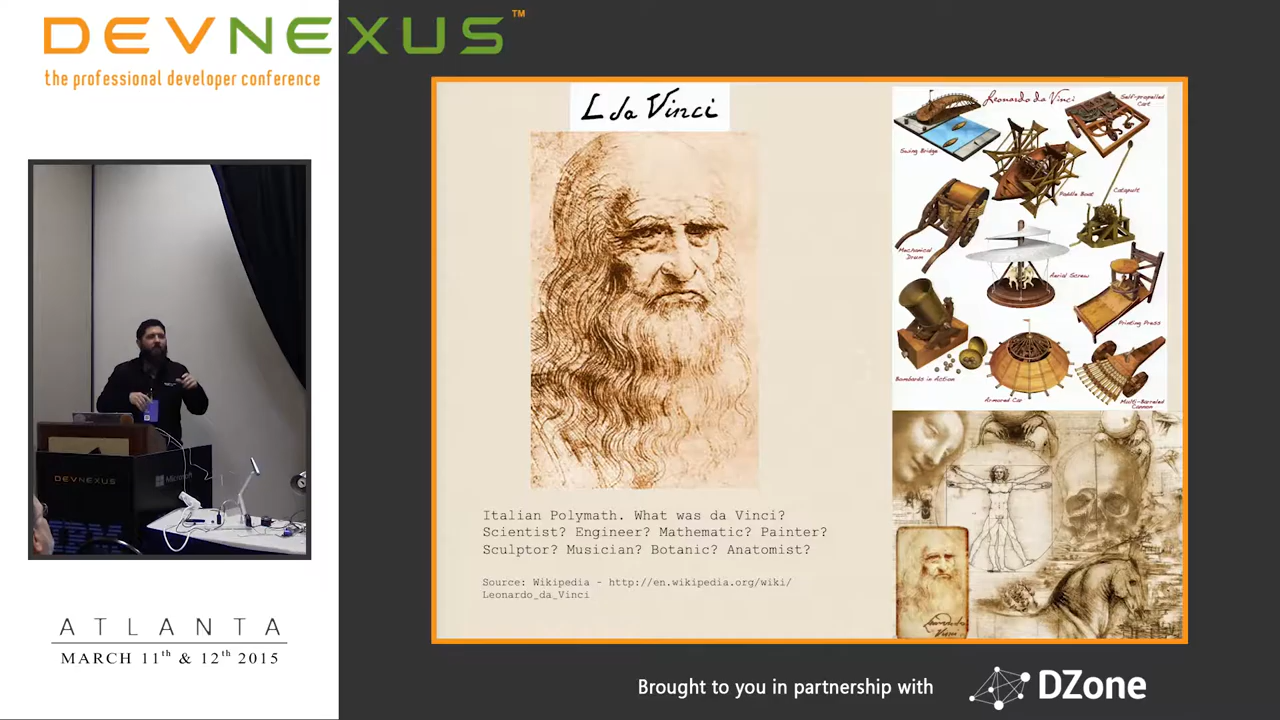 DEVNEXUS™
the professional developer conference
DEVNEXUS
Microsoft
ATLANTA
MARCH 11th & 12th 2015
L da Vinci
Italian Polymath. What was da Vinci?
Scientist? Engineer? Mathematic? Painter?
Sculptor? Musician? Botanic? Anatomist?
Source: Wikipedia - http://en.wikipedia.org/wiki/
Leonardo_da_Vinci
Leonardo da Vinci
Self-propelled
Cart
Swing Bridge
Paddle Boat
Catapult
Mechanical
Drum
Aerial Screw
Printing Press
Bombards in Action
Armored Car
Multi-Barreled
Cannon
Brought to you in partnership with
DZone